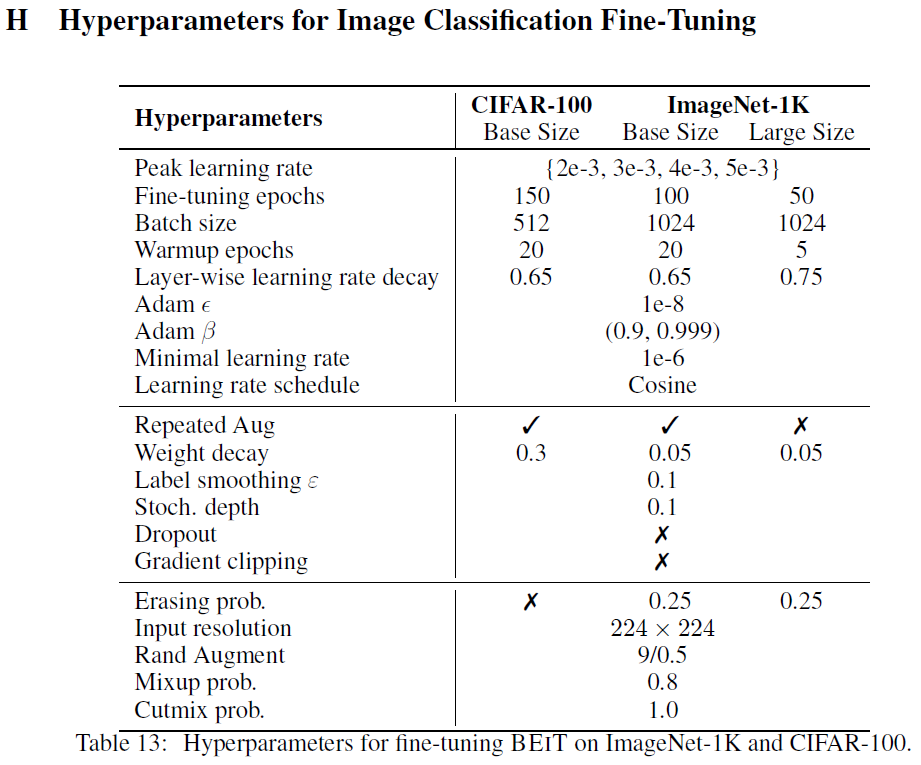 H Hyperparameters for Image Classification Fine-Tuning
Hyperparameters CIFAR-100 ImageNet-1K
Base Size Base Size Large Size
Peak learning rate {2e-3, 3e-3, 4e-3, 5e-3}
Fine-tuning epochs 150 100 50
Batch size 512 1024 1024
Warmup epochs 20 20 5
Layer-wise learning rate decay 0.65 0.65 0.75
Adam ϵ 1e-8
Adam β (0.9, 0.999)
Minimal learning rate 1e-6
Learning rate schedule Cosine
Repeated Aug ✓ ✓ ✗
Weight decay 0.3 0.05 0.05
Label smoothing ε 0.1
Stoch. depth 0.1
Dropout ✗
Gradient clipping ✗
Erasing prob. ✗ 0.25 0.25
Input resolution 224 × 224
Rand Augment 9/0.5
Mixup prob. 0.8
Cutmix prob. 1.0
Table 13: Hyperparameters for fine-tuning BEIT on ImageNet-1K and CIFAR-100.